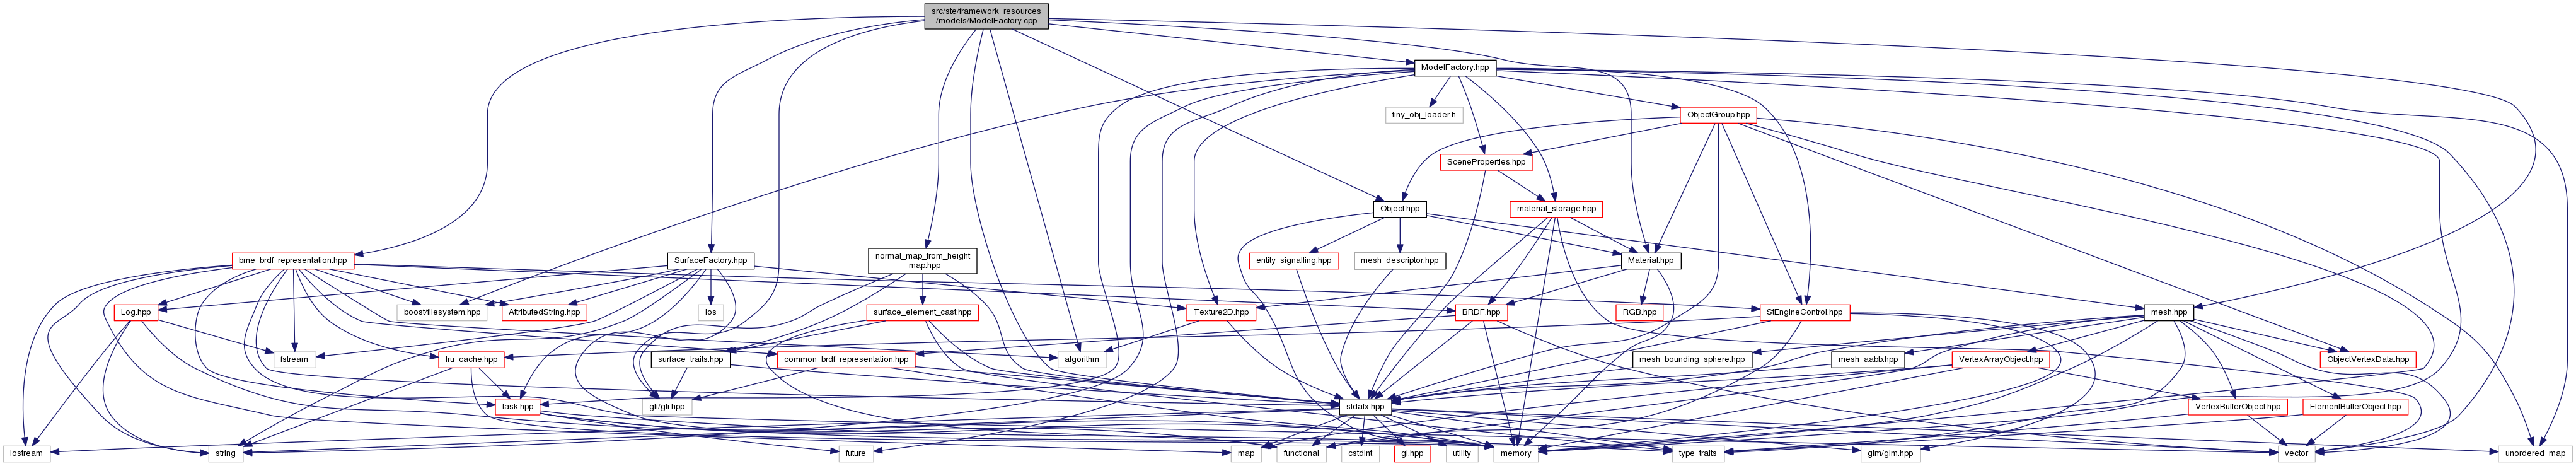 src/ste/framework_resources
/models/ModelFactory.cpp
ModelFactory.hpp
tiny_obj_loader.h
ObjectGroup.hpp
SceneProperties.hpp
Object.hpp
material_storage.hpp
bme_brdf_representation.hpp
SurfaceFactory.hpp
normal_map_from_height
_map.hpp
entity_signalling.hpp
mesh_descriptor.hpp
Material.hpp
Log.hpp
boost/filesystem.hpp
AttributedString.hpp
ios
surface_element_cast.hpp
Texture2D.hpp
BRDF.hpp
RGB.hpp
StEngineControl.hpp
mesh.hpp
fstream
lru_cache.hpp
surface_traits.hpp
common_brdf_representation.hpp
algorithm
mesh_bounding_sphere.hpp
mesh_aabb.hpp
VertexArrayObject.hpp
ObjectVertexData.hpp
task.hpp
gli/gli.hpp
stdafx.hpp
VertexBufferObject.hpp
ElementBufferObject.hpp
iostream
string
future
map
functional
cstdint
gl.hpp
utility
memory
type_traits
glm/glm.hpp
vector
unordered_map